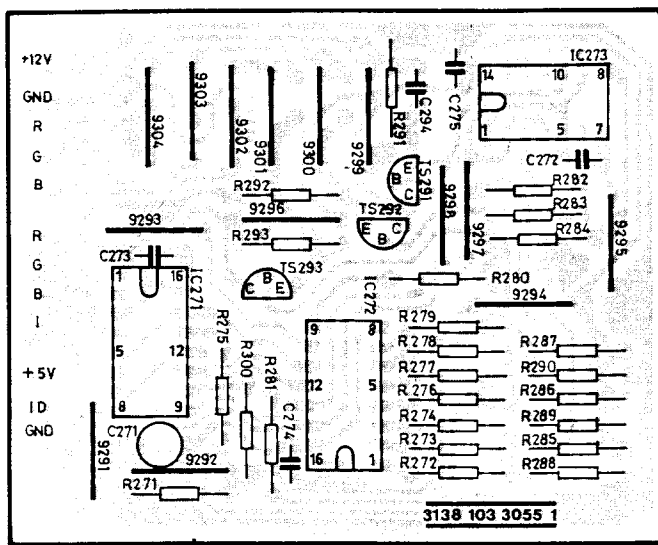 +12V
GND
R
G
B
R
G
B
I
+5V
ID
GND
9304
9303
9302
9301
9300
9299
R291
C294
C275
IC273
14 10 8
1 5 7
C272
R292
9296
R293
TS291
E
B
C
TS292
E C
B
TS293
B
C E
9298
9297
R282
R283
R284
9295
R280
9294
9293
C273
1 16
5 12
8 9
IC271
C271
9291
9292
R271
R275
R300
R281
C274
IC272
9 8
12 5
16 1
R279
R278
R277
R276
R274
R273
R272
R287
R290
R286
R289
R285
R288
3138 103 3055 1